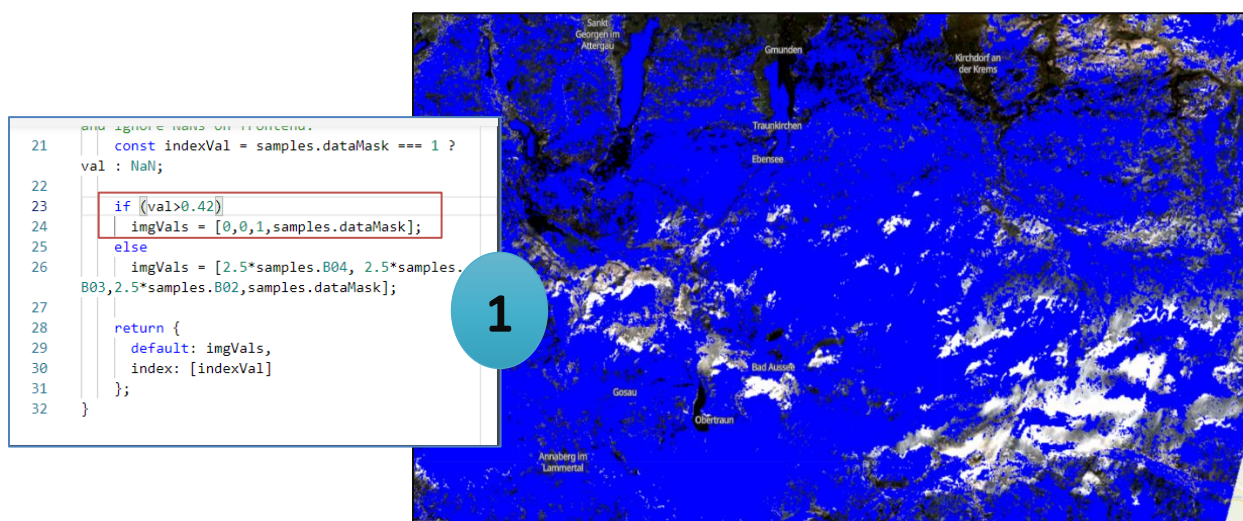 and ignore NaNs on frontend.
21 const indexVal = samples.dataMask === 1 ?
val : NaN;
22
23 if (val>0.42)
24 imgVals = [0,0,1,samples.dataMask];
25 else
26 imgVals = [2.5*samples.B04, 2.5*samples.
B03,2.5*samples.B02,samples.dataMask];
27
28 return {
29 default: imgVals,
30 index: [indexVal]
31 };
32 }
1
Sankt
Georgen im
Attergau
Gmunden
Kirchdorf an
der Krems
Traunkirchen
Ebensee
Bad Aussee
Gosau
Obertraun
Annaberg im
Lammertal